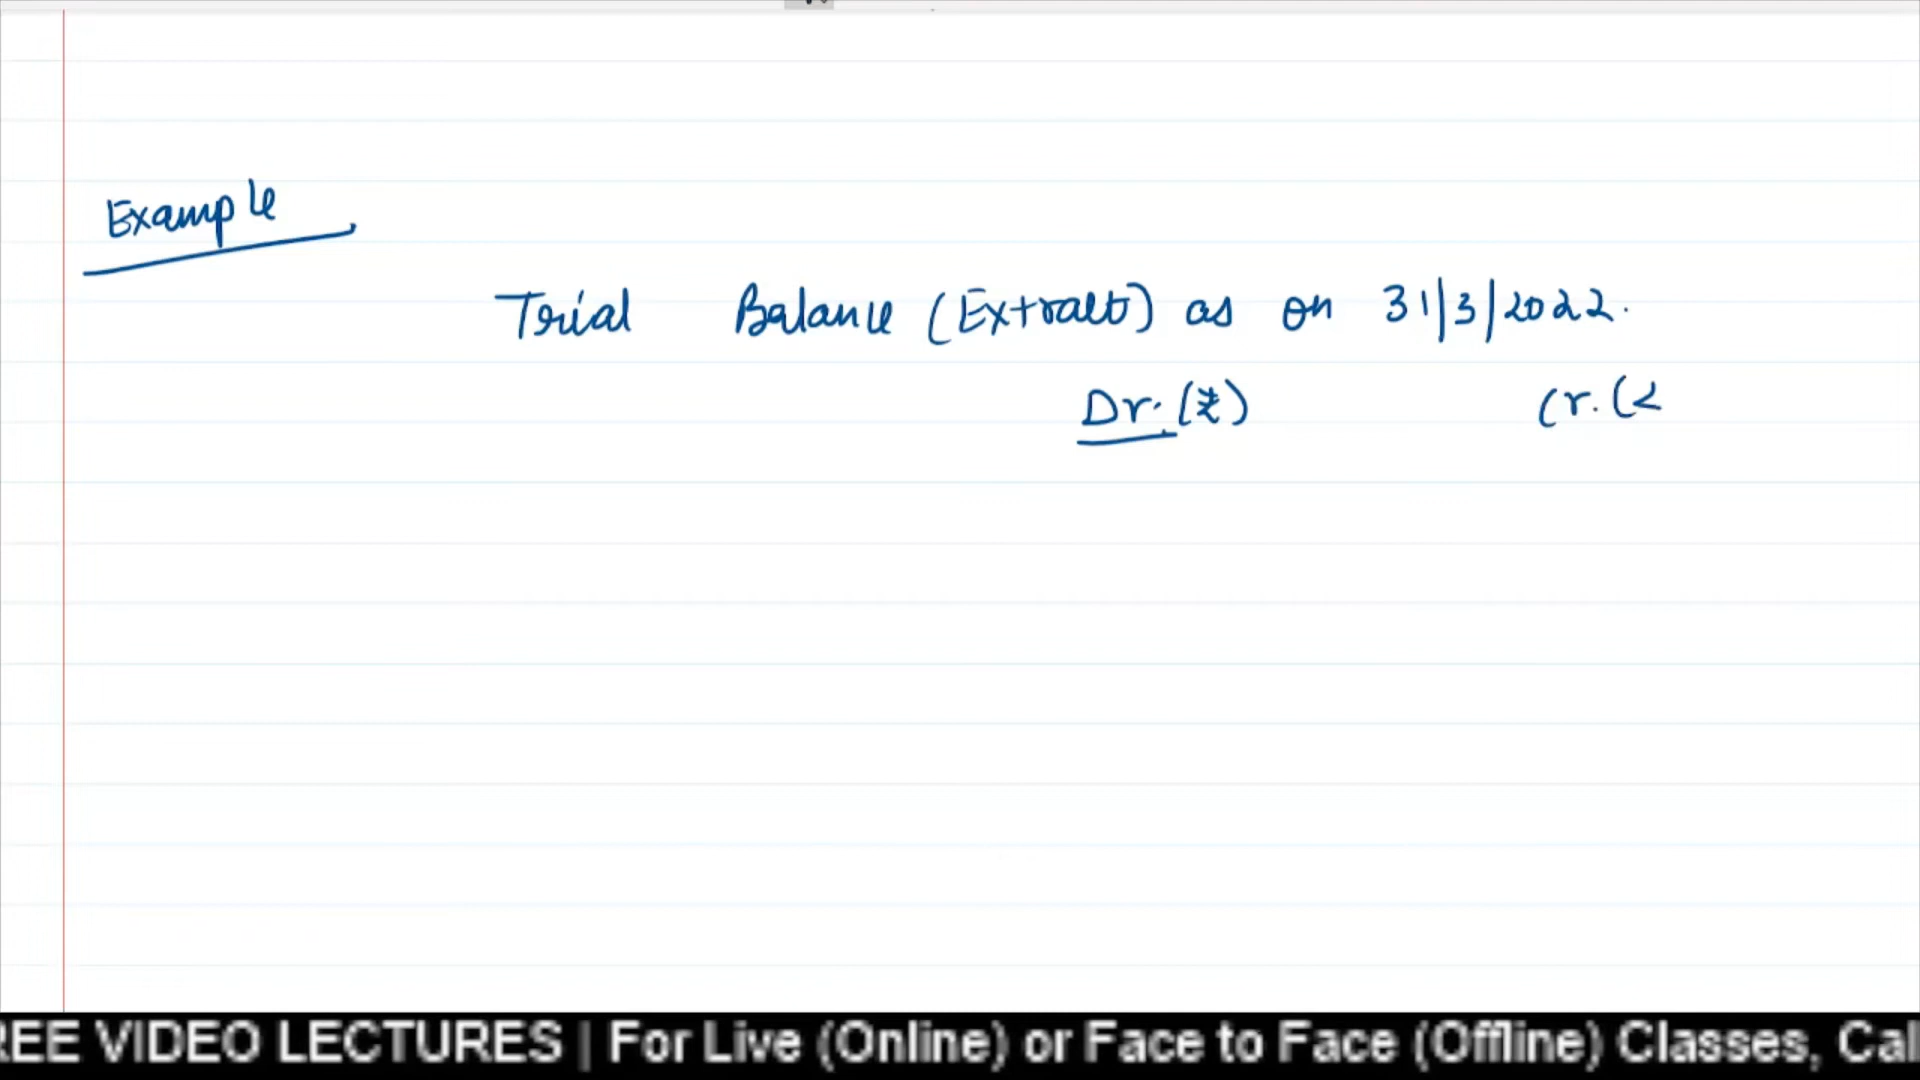 Example
Trial Balance (Extract) as on 31/3/2022.
Dr. (₹) Cr. (₹
REE VIDEO LECTURES | For Live (Online) or Face to Face (Offline) Classes, Cal